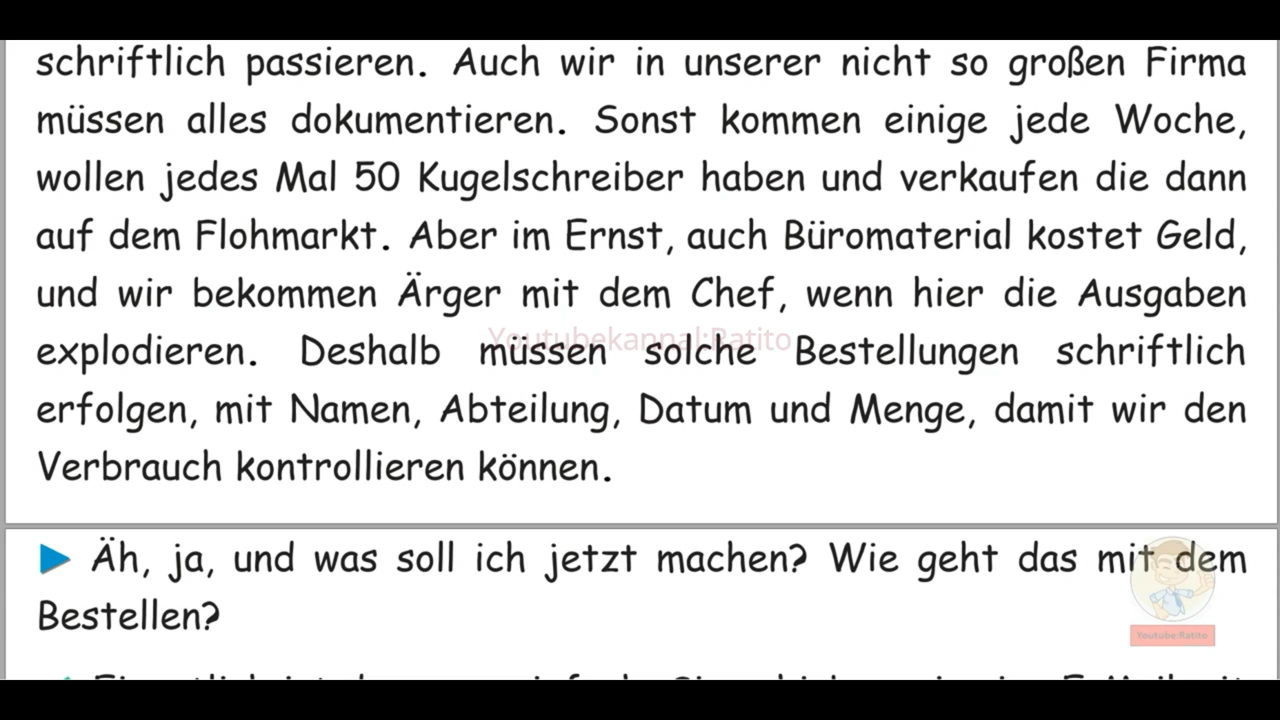 schriftlich passieren. Auch wir in unserer nicht so großen Firma
müssen alles dokumentieren. Sonst kommen einige jede Woche,
wollen jedes Mal 50 Kugelschreiber haben und verkaufen die dann
auf dem Flohmarkt. Aber im Ernst, auch Büromaterial kostet Geld,
und wir bekommen Ärger mit dem Chef, wenn hier die Ausgaben
Youtubekannal:Ratito
explodieren. Deshalb müssen solche Bestellungen schriftlich
erfolgen, mit Namen, Abteilung, Datum und Menge, damit wir den
Verbrauch kontrollieren können.
Äh, ja, und was soll ich jetzt machen? Wie geht das mit dem
Bestellen?
Youtube:Ratito